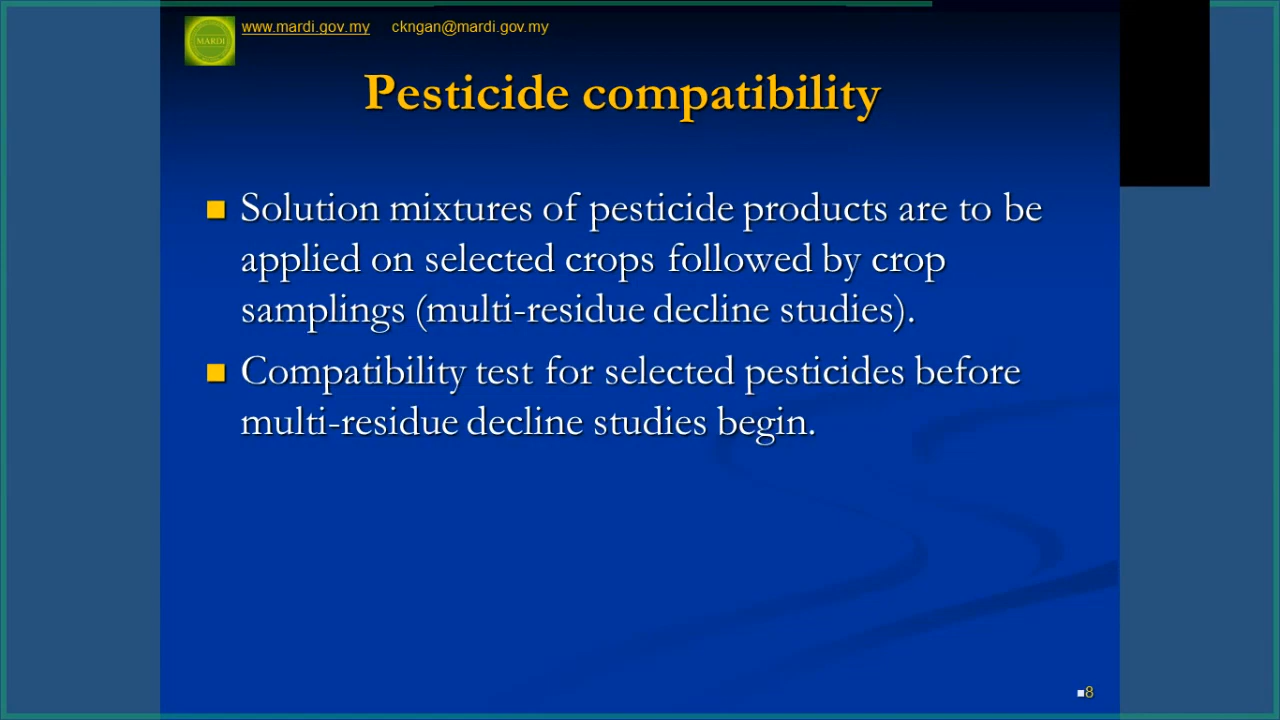 www.mardi.gov.my ckngan@mardi.gov.my
MARDI
Pesticide compatibility
Solution mixtures of pesticide products are to be
applied on selected crops followed by crop
samplings (multi-residue decline studies).
Compatibility test for selected pesticides before
multi-residue decline studies begin.
8